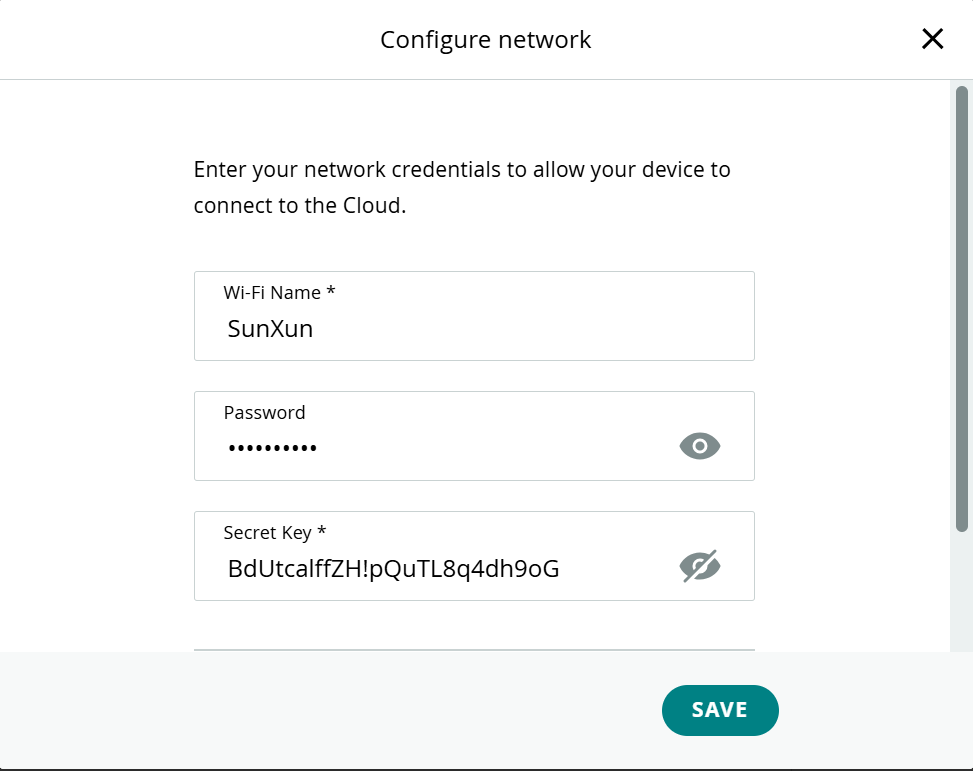 Configure network
Enter your network credentials to allow your device to
connect to the Cloud.
Wi-Fi Name *
SunXun
Password
••••••••••
Secret Key *
BdUtcalffZH!pQuTL8q4dh9oG
SAVE